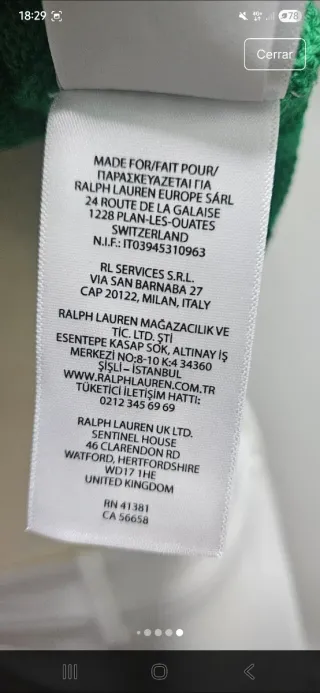 18:29
78
Cerrar
MADE FOR/FAIT POUR/
ΠΑΡΑΣΚΕΥΑΖΕΤΑΙ ΓΙΑ
RALPH LAUREN EUROPE SÁRL
24 ROUTE DE LA GALAISE
1228 PLAN-LES-OUATES
SWITZERLAND
N.I.F.: IT03945310963
RL SERVICES S.R.L.
VIA SAN BARNABA 27
CAP 20122, MILAN, ITALY
RALPH LAUREN MAĞAZACILIK VE
TİC. LTD. ŞTİ
ESENTEPE KASAP SOK, ALTINAY İŞ
MERKEZİ NO:8-10 K:4 34360
ŞİŞLİ – İSTANBUL
WWW.RALPHLAUREN.COM.TR
TÜKETİCİ İLETİŞİM HATTI:
0212 345 69 69
RALPH LAUREN UK LTD.
SENTINEL HOUSE
46 CLARENDON RD
WATFORD, HERTFORDSHIRE
WD17 1HE
UNITED KINGDOM
RN 41381
CA 56658